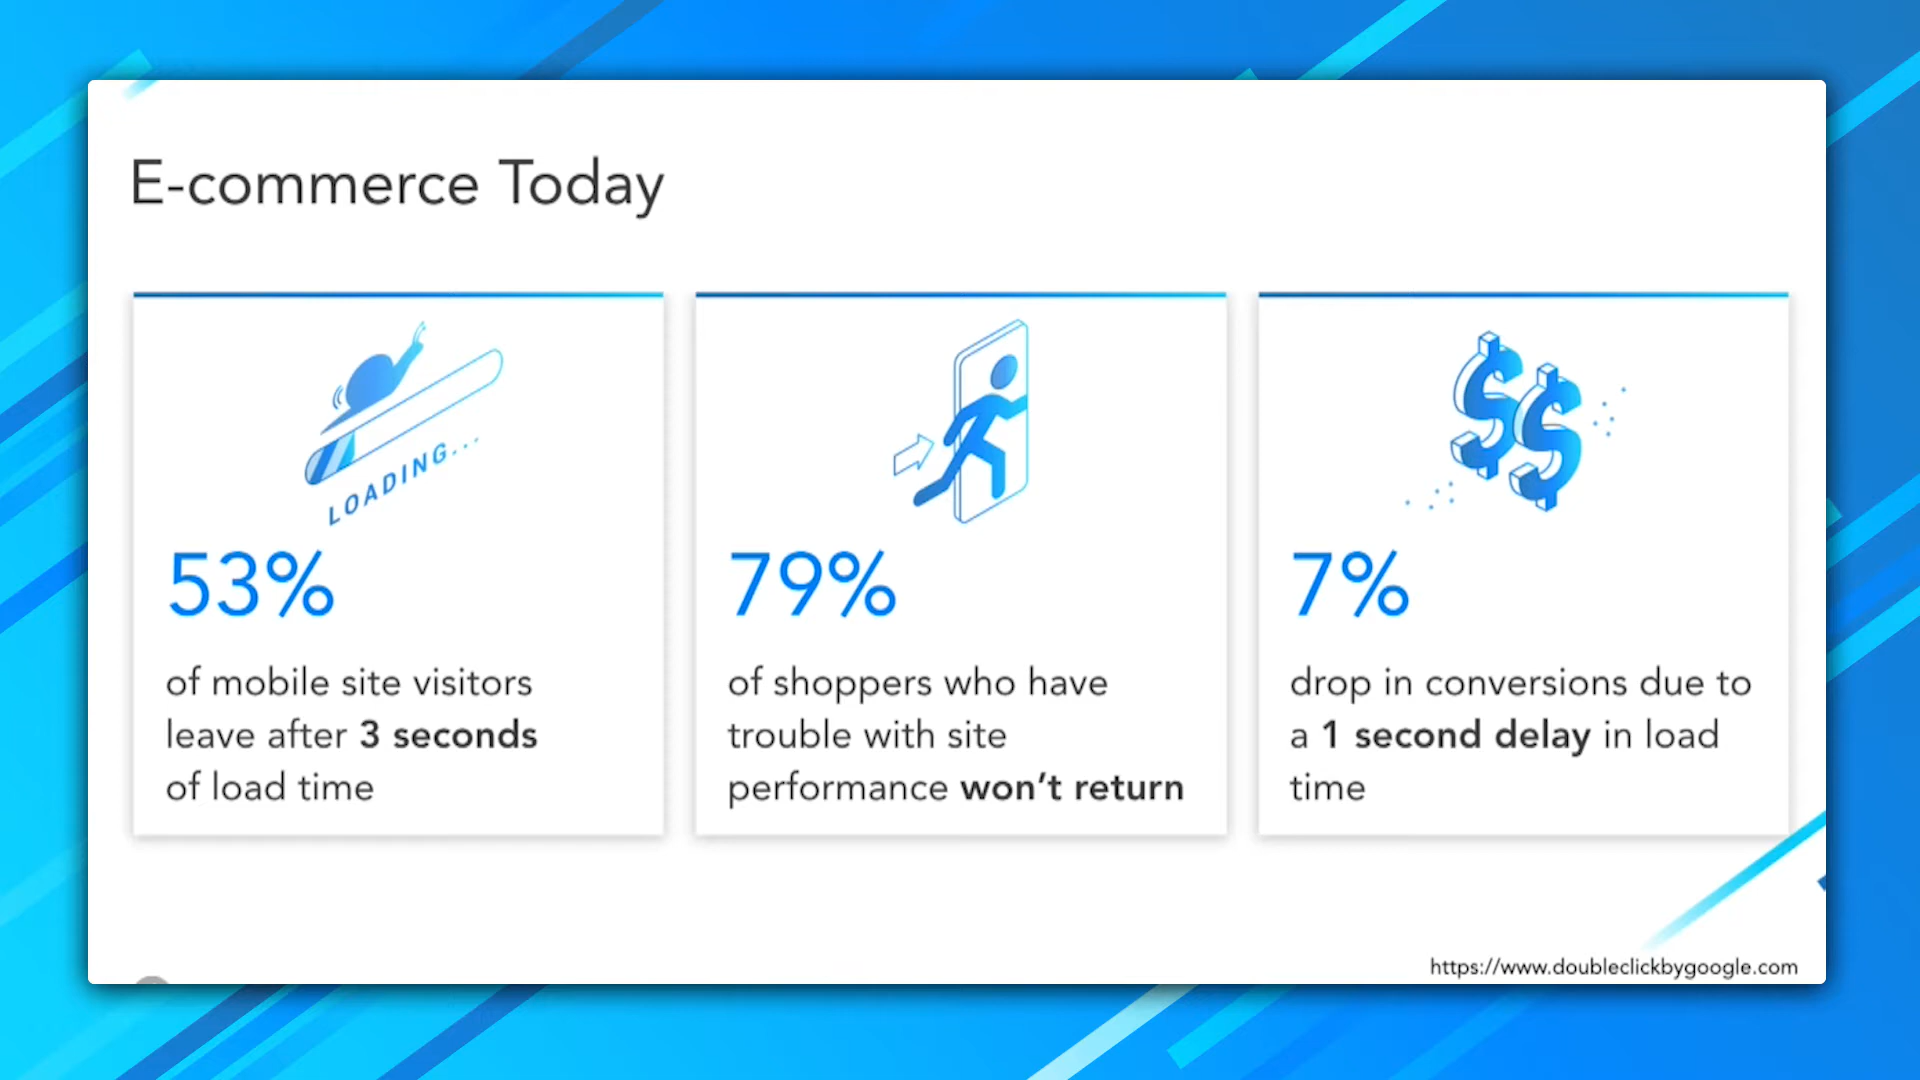 E-commerce Today
LOADING...
53%
of mobile site visitors
leave after 3 seconds
of load time
79%
of shoppers who have
trouble with site
performance won’t return
7%
drop in conversions due to
a 1 second delay in load
time
https://www.doubleclickbygoogle.com